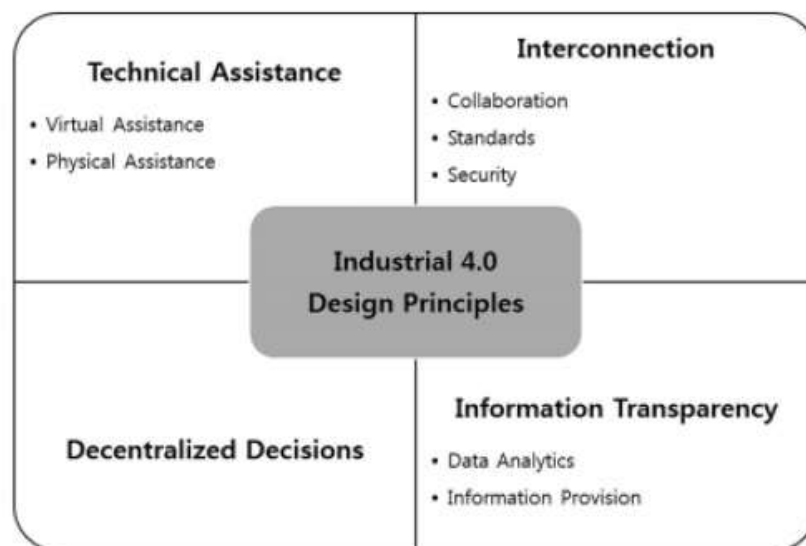 Technical Assistance
• Virtual Assistance
• Physical Assistance
Interconnection
• Collaboration
• Standards
• Security
Industrial 4.0
Design Principles
Decentralized Decisions
Information Transparency
• Data Analytics
• Information Provision